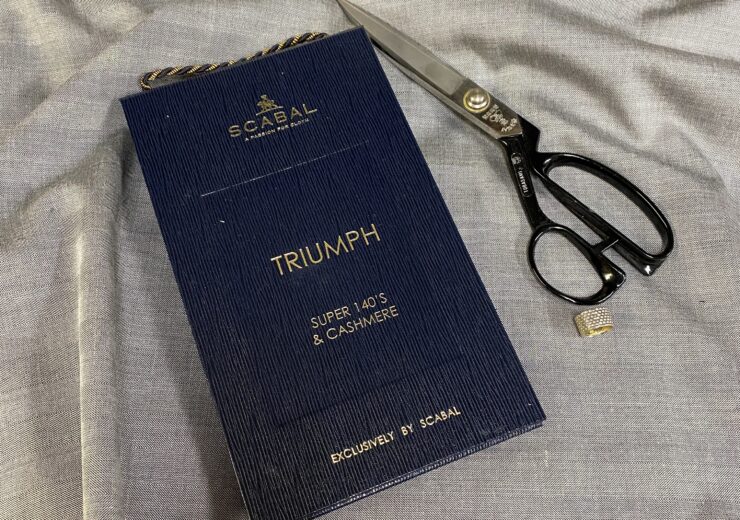 SCABAL
A PASSION FOR CLOTH
TRIUMPH
SUPER 140'S
& CASHMERE
EXCLUSIVELY BY SCABAL